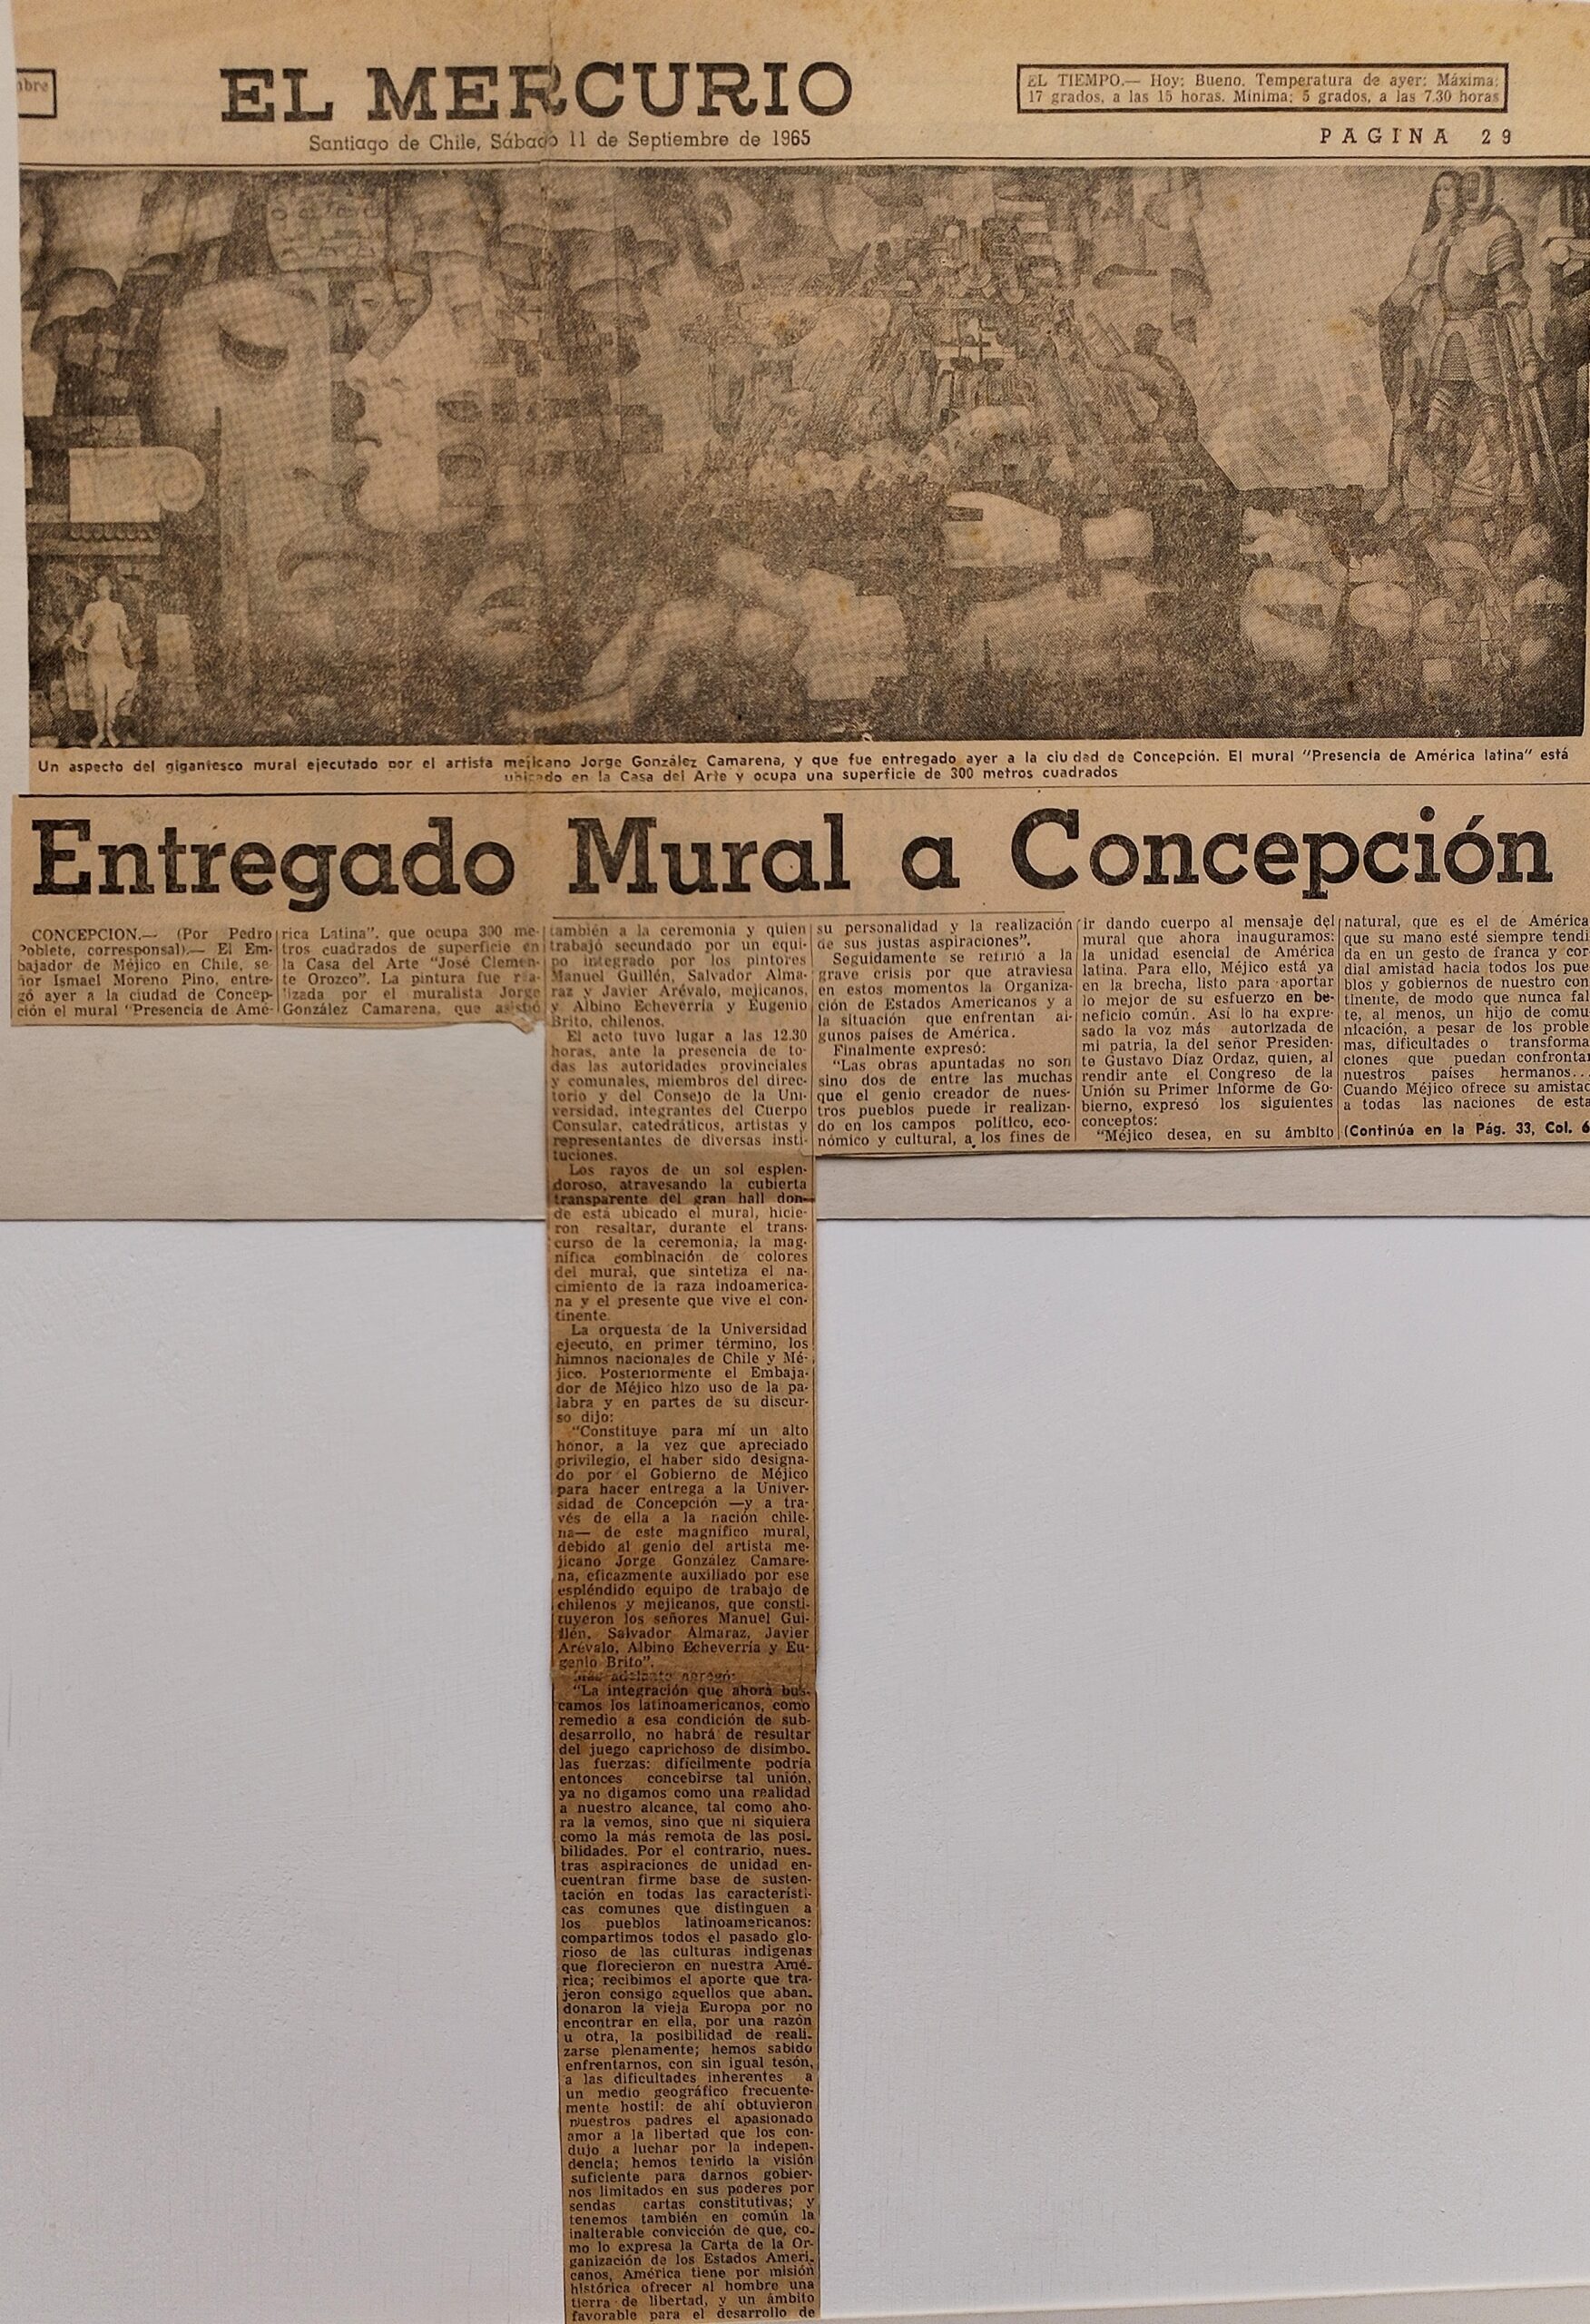 EL MERCURIO
Santiago de Chile, Sábado 11 de Septiembre de 1965
EL TIEMPO.— Hoy: Bueno. Temperatura de ayer: Máxima:
17 grados, a las 15 horas. Mínima; 5 grados, a las 7.30 horas
PAGINA 29
Un aspecto del gigantesco mural ejecutado por el artista mejicano Jorge González Camarena, y que fue entregado ayer a la ciudad de Concepción. El mural "Presencia de América latina" está
ubicado en la Casa del Arte y ocupa una superficie de 300 metros cuadrados
Entregado Mural a Concepción
CONCEPCION.— (Por Pedro
Poblete, corresponsal).— El Em-
bajador de Méjico en Chile, se-
ñor Ismael Moreno Pino, entre-
gó ayer a la ciudad de Concep-
ción el mural "Presencia de Amé-
rica Latina", que ocupa 300 me-
tros cuadrados de superficie en
la Casa del Arte "José Clemen-
te Orozco". La pintura fue rea-
lizada por el muralista Jorge
González Camarena, que asistió
también a la ceremonia y quien
trabajó secundado por un equi-
po integrado por los pintores
Manuel Guillén, Salvador Alma-
raz y Javier Arévalo, mejicanos,
y Albino Echeverría y Eugenio
Brito, chilenos.
El acto tuvo lugar a las 12.30
horas, ante la presencia de to-
das las autoridades provinciales
y comunales, miembros del direc-
torio y del Consejo de la Uni-
versidad, integrantes del Cuerpo
Consular, catedráticos, artistas y
representantes de diversas insti-
tuciones.
Los rayos de un sol esplen-
doroso, atravesando la cubierta
transparente del gran hall don-
de está ubicado el mural, hicie-
ron resaltar, durante el trans-
curso de la ceremonia, la mag-
nífica combinación de colores
del mural, que sintetiza el na-
cimiento de la raza indoamerica-
na y el presente que vive el con-
tinente.
La orquesta de la Universidad
ejecutó, en primer término, los
himnos nacionales de Chile y Mé-
jico. Posteriormente el Embaja-
dor de Méjico hizo uso de la pa-
labra y en partes de su discur-
so dijo:
"Constituye para mí un alto
honor, a la vez que apreciado
privilegio, el haber sido designa-
do por el Gobierno de Méjico
para hacer entrega a la Univer-
sidad de Concepción —y a tra-
vés de ella a la nación chile-
na— de este magnífico mural,
debido al genio del artista me-
jicano Jorge González Camare-
na, eficazmente auxiliado por ese
espléndido equipo de trabajo de
chilenos y mejicanos, que consti-
tuyeron los señores Manuel Gui-
llén, Salvador Almaraz, Javier
Arévalo, Albino Echeverría y Eu-
genio Brito".
Más adelante agregó:
"La integración que ahora bus-
camos los latinoamericanos, como
remedio a esa condición de sub-
desarrollo, no habrá de resultar
del juego caprichoso de disímbo-
las fuerzas: difícilmente podría
entonces concebirse tal unión,
ya no digamos como una realidad
a nuestro alcance, tal como aho-
ra la vemos, sino que ni siquiera
como la más remota de las posi-
bilidades. Por el contrario, nues-
tras aspiraciones de unidad en-
cuentran firme base de susten-
tación en todas las característi-
cas comunes que distinguen a
los pueblos latinoamericanos:
compartimos todos el pasado glo-
rioso de las culturas indígenas
que florecieron en nuestra Amé-
rica; recibimos el aporte que tra-
jeron consigo aquellos que aban-
donaron la vieja Europa por no
encontrar en ella, por una razón
u otra, la posibilidad de reali-
zarse plenamente; hemos sabido
enfrentarnos, con sin igual tesón,
a las dificultades inherentes a
un medio geográfico frecuente-
mente hostil: de ahí obtuvieron
nuestros padres el apasionado
amor a la libertad que los con-
dujo a luchar por la indepen-
dencia; hemos tenido la visión
suficiente para darnos gobier-
nos limitados en sus poderes por
sendas cartas constitutivas; y
tenemos también en común la
inalterable convicción de que, co-
mo lo expresa la Carta de la Or-
ganización de los Estados Ameri-
canos, América tiene por misión
histórica ofrecer al hombre una
tierra de libertad, y un ámbito
favorable para el desarrollo de
su personalidad y la realización
de sus justas aspiraciones".
Seguidamente se refirió a la
grave crisis por que atraviesa
en estos momentos la Organiza-
ción de Estados Americanos y a
la situación que enfrentan al-
gunos países de América.
Finalmente expresó:
"Las obras apuntadas no son
sino dos de entre las muchas
que el genio creador de nues-
tros pueblos puede ir realizan-
do en los campos político, eco-
nómico y cultural, a los fines de
ir dando cuerpo al mensaje del
mural que ahora inauguramos:
la unidad esencial de América
latina. Para ello, Méjico está ya
en la brecha, listo para aportar
lo mejor de su esfuerzo en be-
neficio común. Así lo ha expre-
sado la voz más autorizada de
mi patria, la del señor Presiden-
te Gustavo Díaz Ordaz, quien, al
rendir ante el Congreso de la
Unión su Primer Informe de Go-
bierno, expresó los siguientes
conceptos:
"Méjico desea, en su ámbito
natural, que es el de América
que su mano esté siempre tendi
da en un gesto de franca y cor
dial amistad hacia todos los pue
blos y gobiernos de nuestro con
tinente, de modo que nunca fal
te, al menos, un hijo de comu
nicación, a pesar de los proble
mas, dificultades o transforma
ciones que puedan confrontar
nuestros países hermanos...
Cuando Méjico ofrece su amistad
a todas las naciones de esta
(Continúa en la Pág. 33, Col. 6